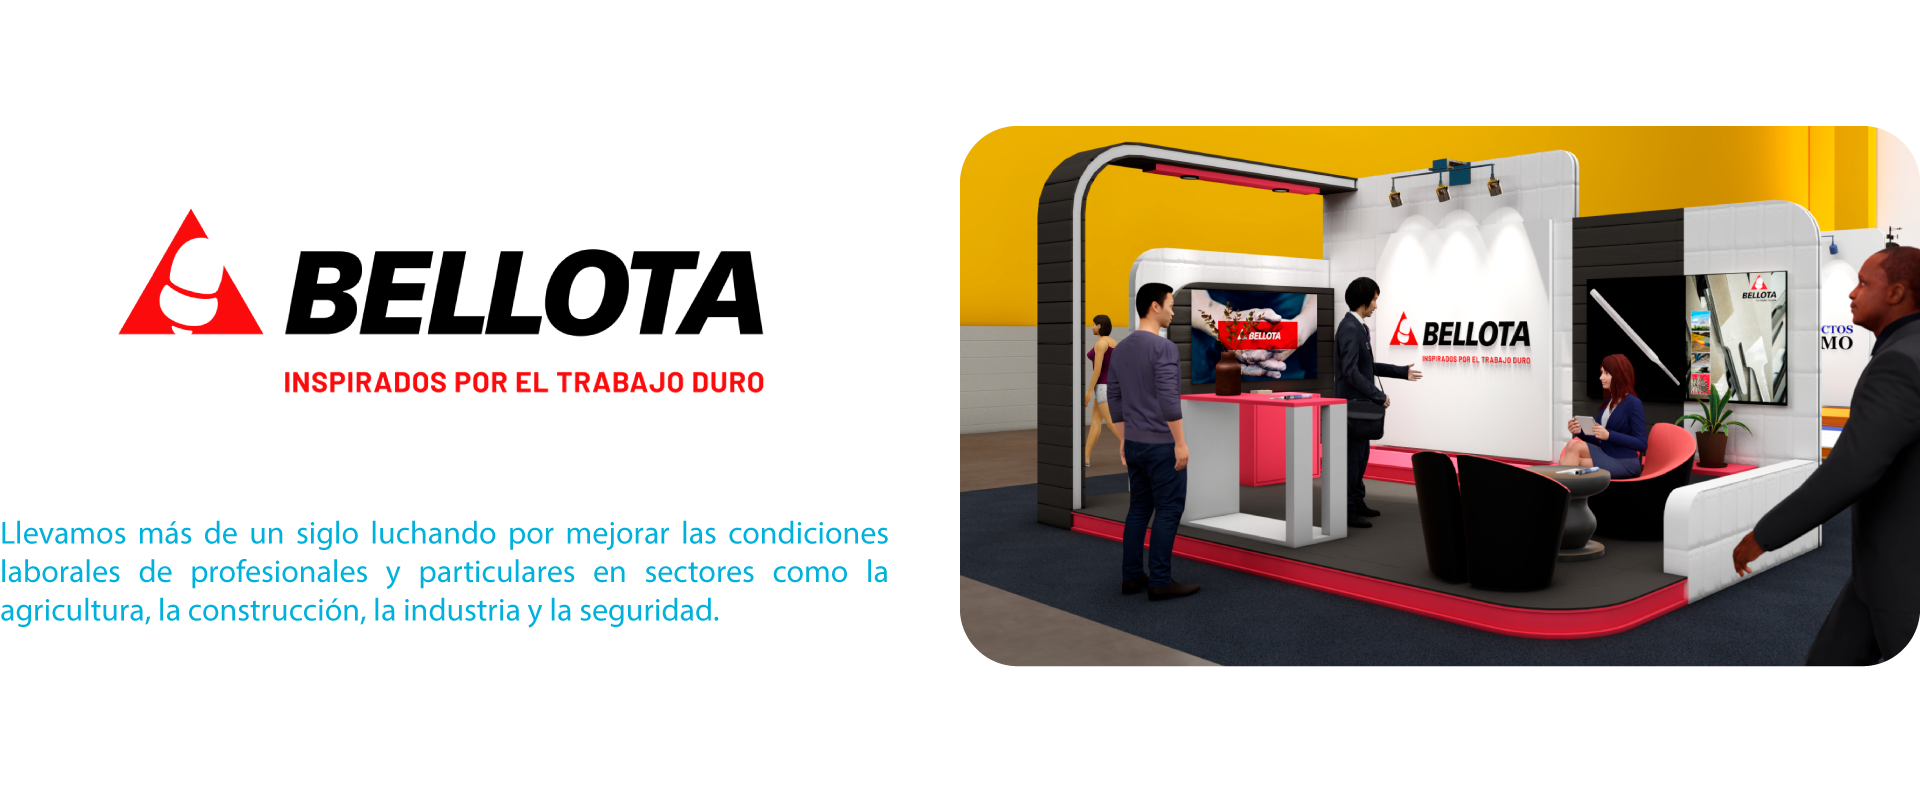 BELLOTA
INSPIRADOS POR EL TRABAJO DURO
Llevamos más de un siglo luchando por mejorar las condiciones
laborales de profesionales y particulares en sectores como la
agricultura, la construcción, la industria y la seguridad.
BELLOTA
BELLOTA
INSPIRADOS POR EL TRABAJO DURO
BELLOTA
CTOS
MO